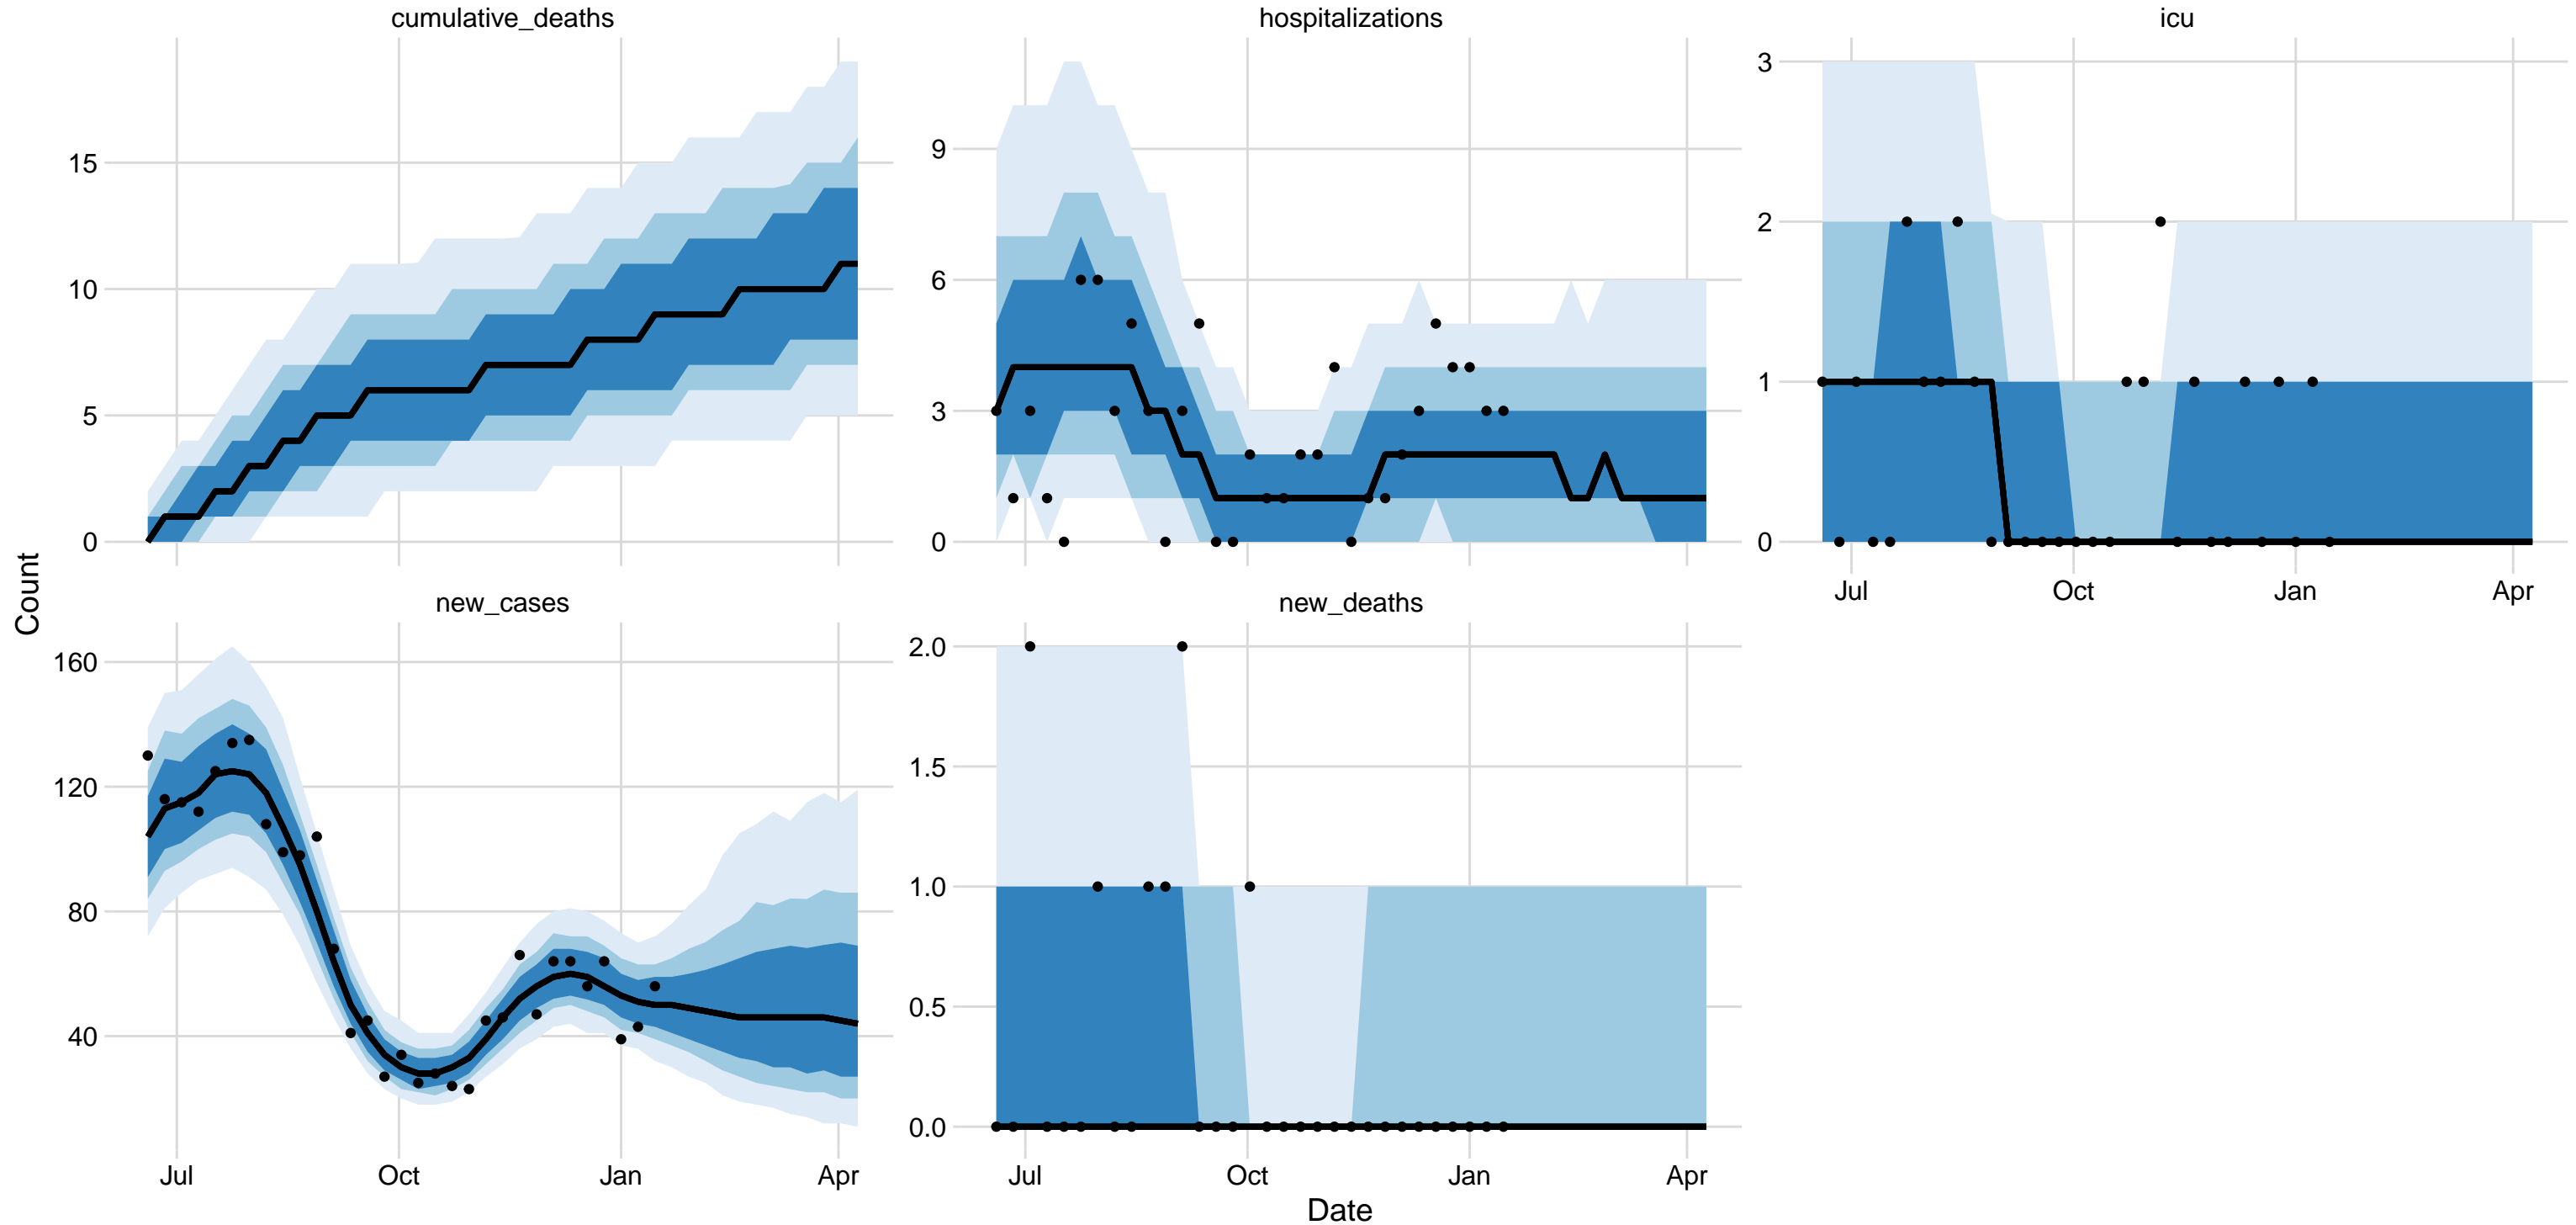 cumulative_deaths
hospitalizations
icu
15
10
5
0
9
6
3
0
3
2
1
0
Jul Oct Jan Apr
Count
new_cases
new_deaths
160
120
80
40
2.0
1.5
1.0
0.5
0.0
Jul Oct Jan Apr
Jul Oct Jan Apr
Date